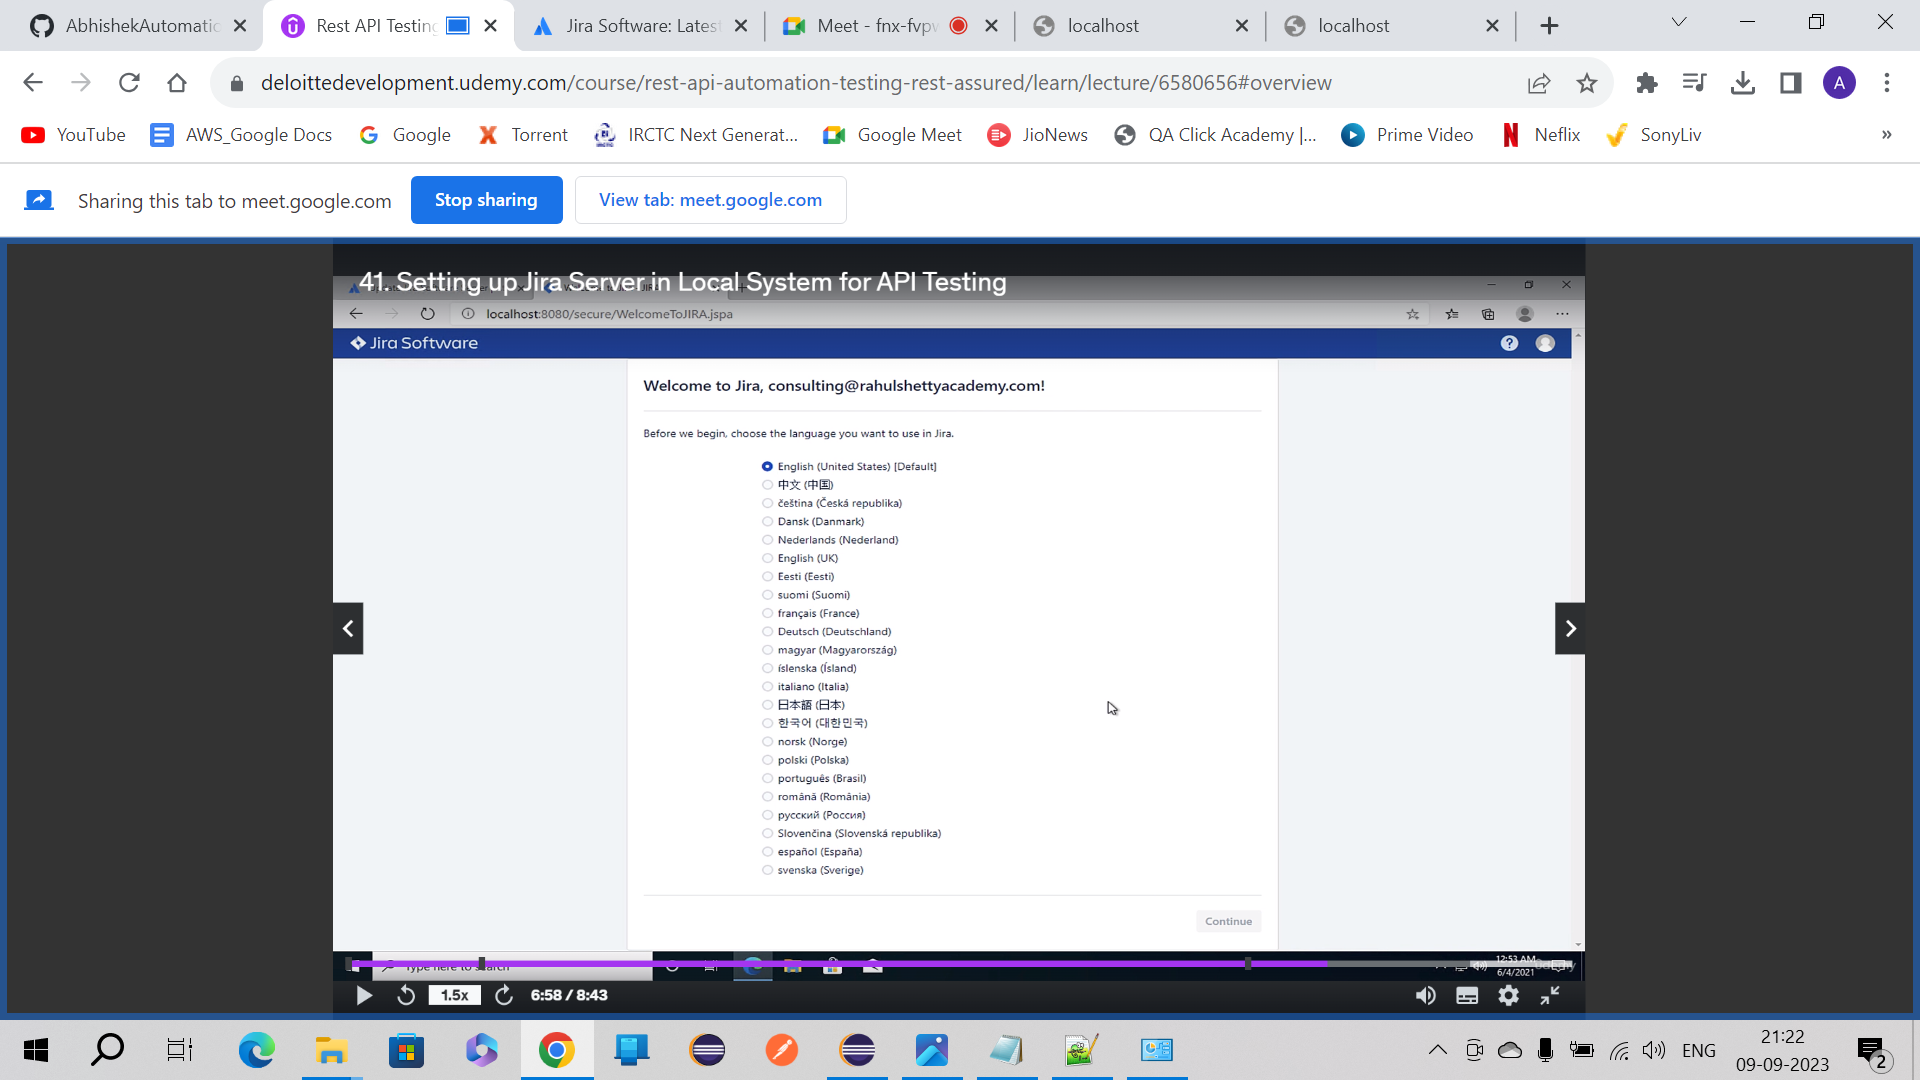 AbhishekAutomatic
Rest API Testing
Jira Software: Latest
Meet - fnx-fvpw
localhost
localhost
deloittedevelopment.udemy.com/course/rest-api-automation-testing-rest-assured/learn/lecture/6580656#overview
A
YouTube
AWS_Google Docs
Google
Torrent
IRCTC Next Generat...
Google Meet
JioNews
QA Click Academy |...
Prime Video
Neflix
SonyLiv
»
Sharing this tab to meet.google.com
Stop sharing
View tab: meet.google.com
41. Setting up Jira Server in Local System for API Testing
localhost:8080/secure/WelcomeToJIRA.jspa
Jira Software
Welcome to Jira, consulting@rahulshettyacademy.com!
Before we begin, choose the language you want to use in Jira.
English (United States) [Default]
中文 (中国)
čeština (Česká republika)
Dansk (Danmark)
Nederlands (Nederland)
English (UK)
Eesti (Eesti)
suomi (Suomi)
français (France)
Deutsch (Deutschland)
magyar (Magyarország)
íslenska (Ísland)
italiano (Italia)
日本語 (日本)
한국어 (대한민국)
norsk (Norge)
polski (Polska)
português (Brasil)
română (România)
русский (Россия)
Slovenčina (Slovenská republika)
español (España)
svenska (Sverige)
Continue
Type here to search
12:53 AM
6/4/2021
udemy
1.5x
6:58 / 8:43
ENG
21:22
09-09-2023
2